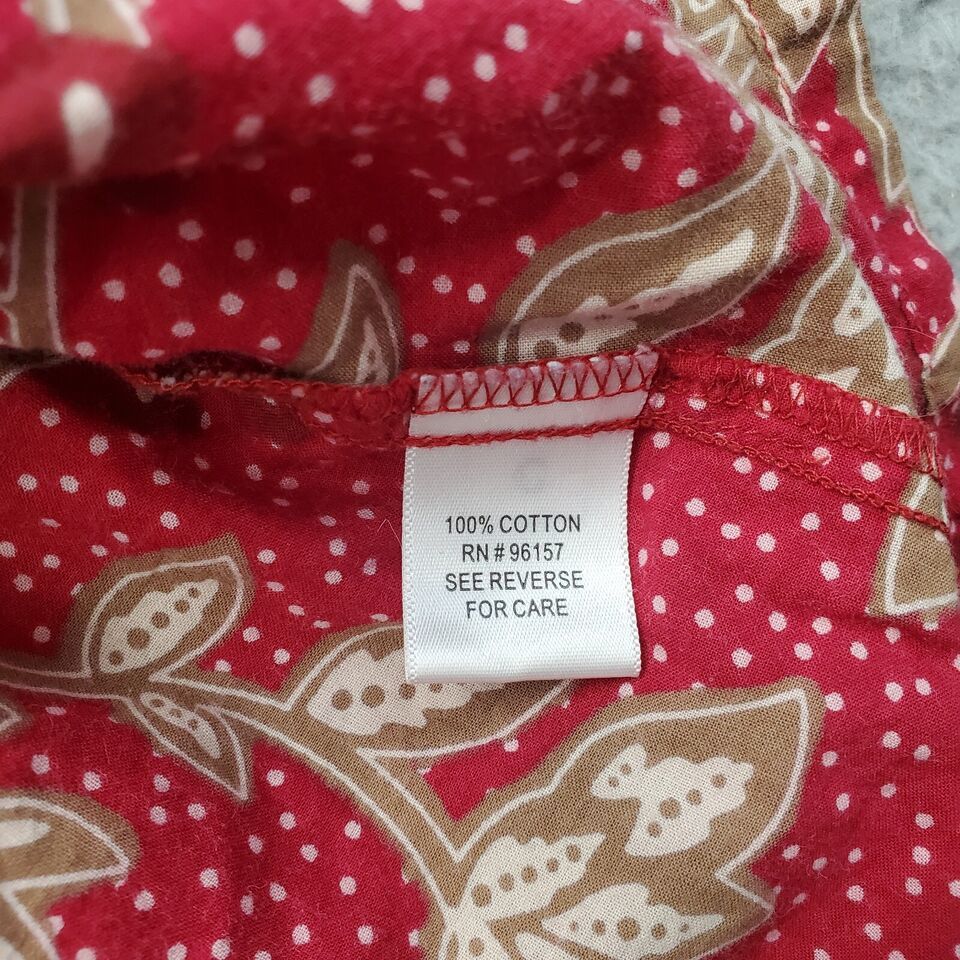 100% COTTON
RN # 96157
SEE REVERSE
FOR CARE